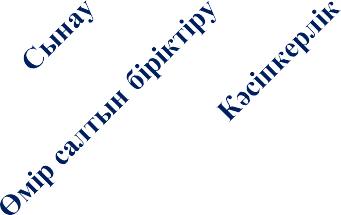 Сынау
Өмір салтын біріктіру
Кәсіпкерлік